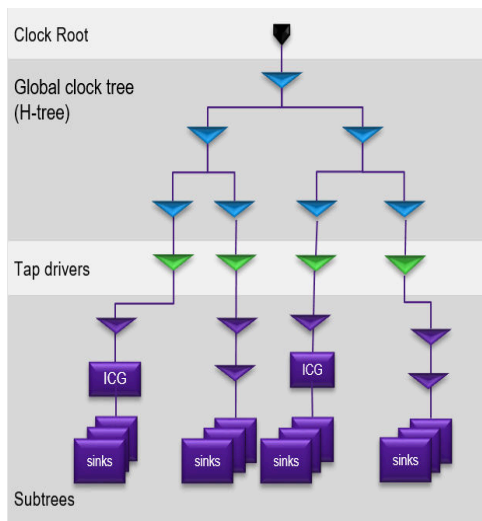 Clock Root
Global clock tree
(H-tree)
Tap drivers
ICG
ICG
sinks
sinks
sinks
sinks
Subtrees